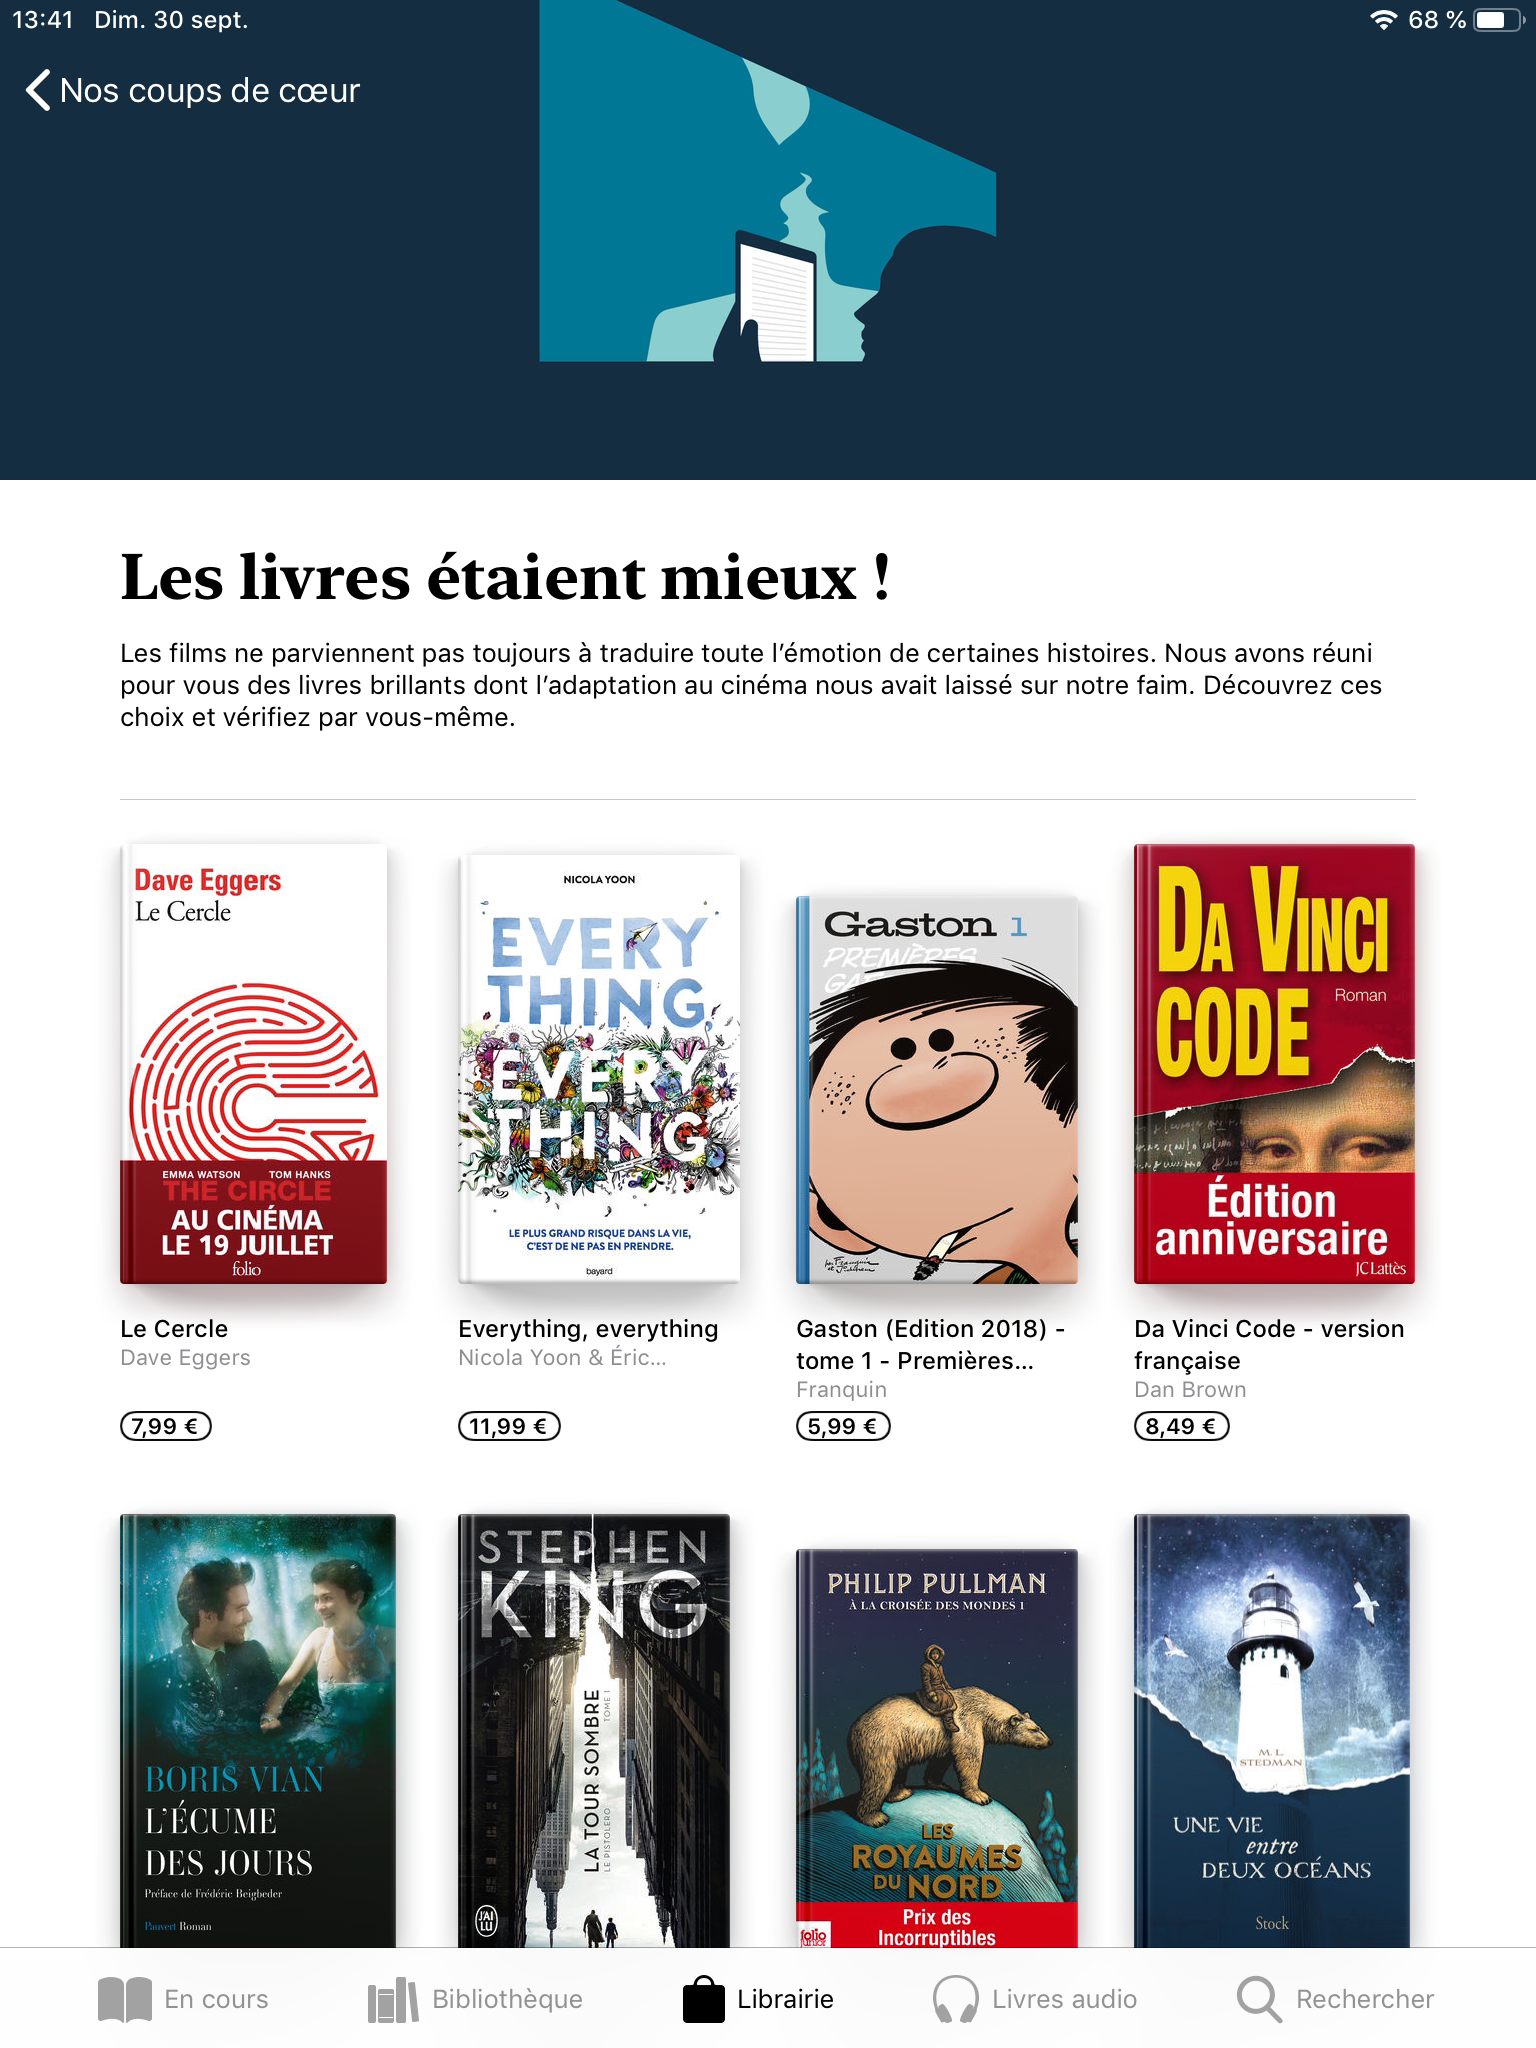 13:41 Dim. 30 sept.
68 %
Nos coups de cœur
Les livres étaient mieux !
Les films ne parviennent pas toujours à traduire toute l’émotion de certaines histoires. Nous avons réuni
pour vous des livres brillants dont l’adaptation au cinéma nous avait laissé sur notre faim. Découvrez ces
choix et vérifiez par vous-même.
Dave Eggers
Le Cercle
EMMA WATSON TOM HANKS
THE CIRCLE
AU CINÉMA
LE 19 JUILLET
folio
NICOLA YOON
EVERY
THING,
EVERY
THING
LE PLUS GRAND RISQUE DANS LA VIE,
C’EST DE NE PAS EN PRENDRE.
bayard
Gaston 1
PREMIÈRES
DA VINCI
CODE
Roman
Édition
anniversaire
JC Lattès
Le Cercle
Dave Eggers
7,99 €
Everything, everything
Nicola Yoon & Éric...
11,99 €
Gaston (Edition 2018) -
tome 1 - Premières...
Franquin
5,99 €
Da Vinci Code - version
française
Dan Brown
8,49 €
BORIS VIAN
L’ÉCUME
DES JOURS
Préface de Frédéric Beigbeder
Pauvert Roman
STEPHEN
KING
LA TOUR SOMBRE
TOME 1
LE PISTOLERO
J'AI
LU
PHILIP PULLMAN
À LA CROISÉE DES MONDES 1
LES
ROYAUMES
DU NORD
Prix des
Incorruptibles
folio
M. L.
STEDMAN
UNE VIE
entre
DEUX OCÉANS
Stock
En cours
Bibliothèque
Librairie
Livres audio
Rechercher